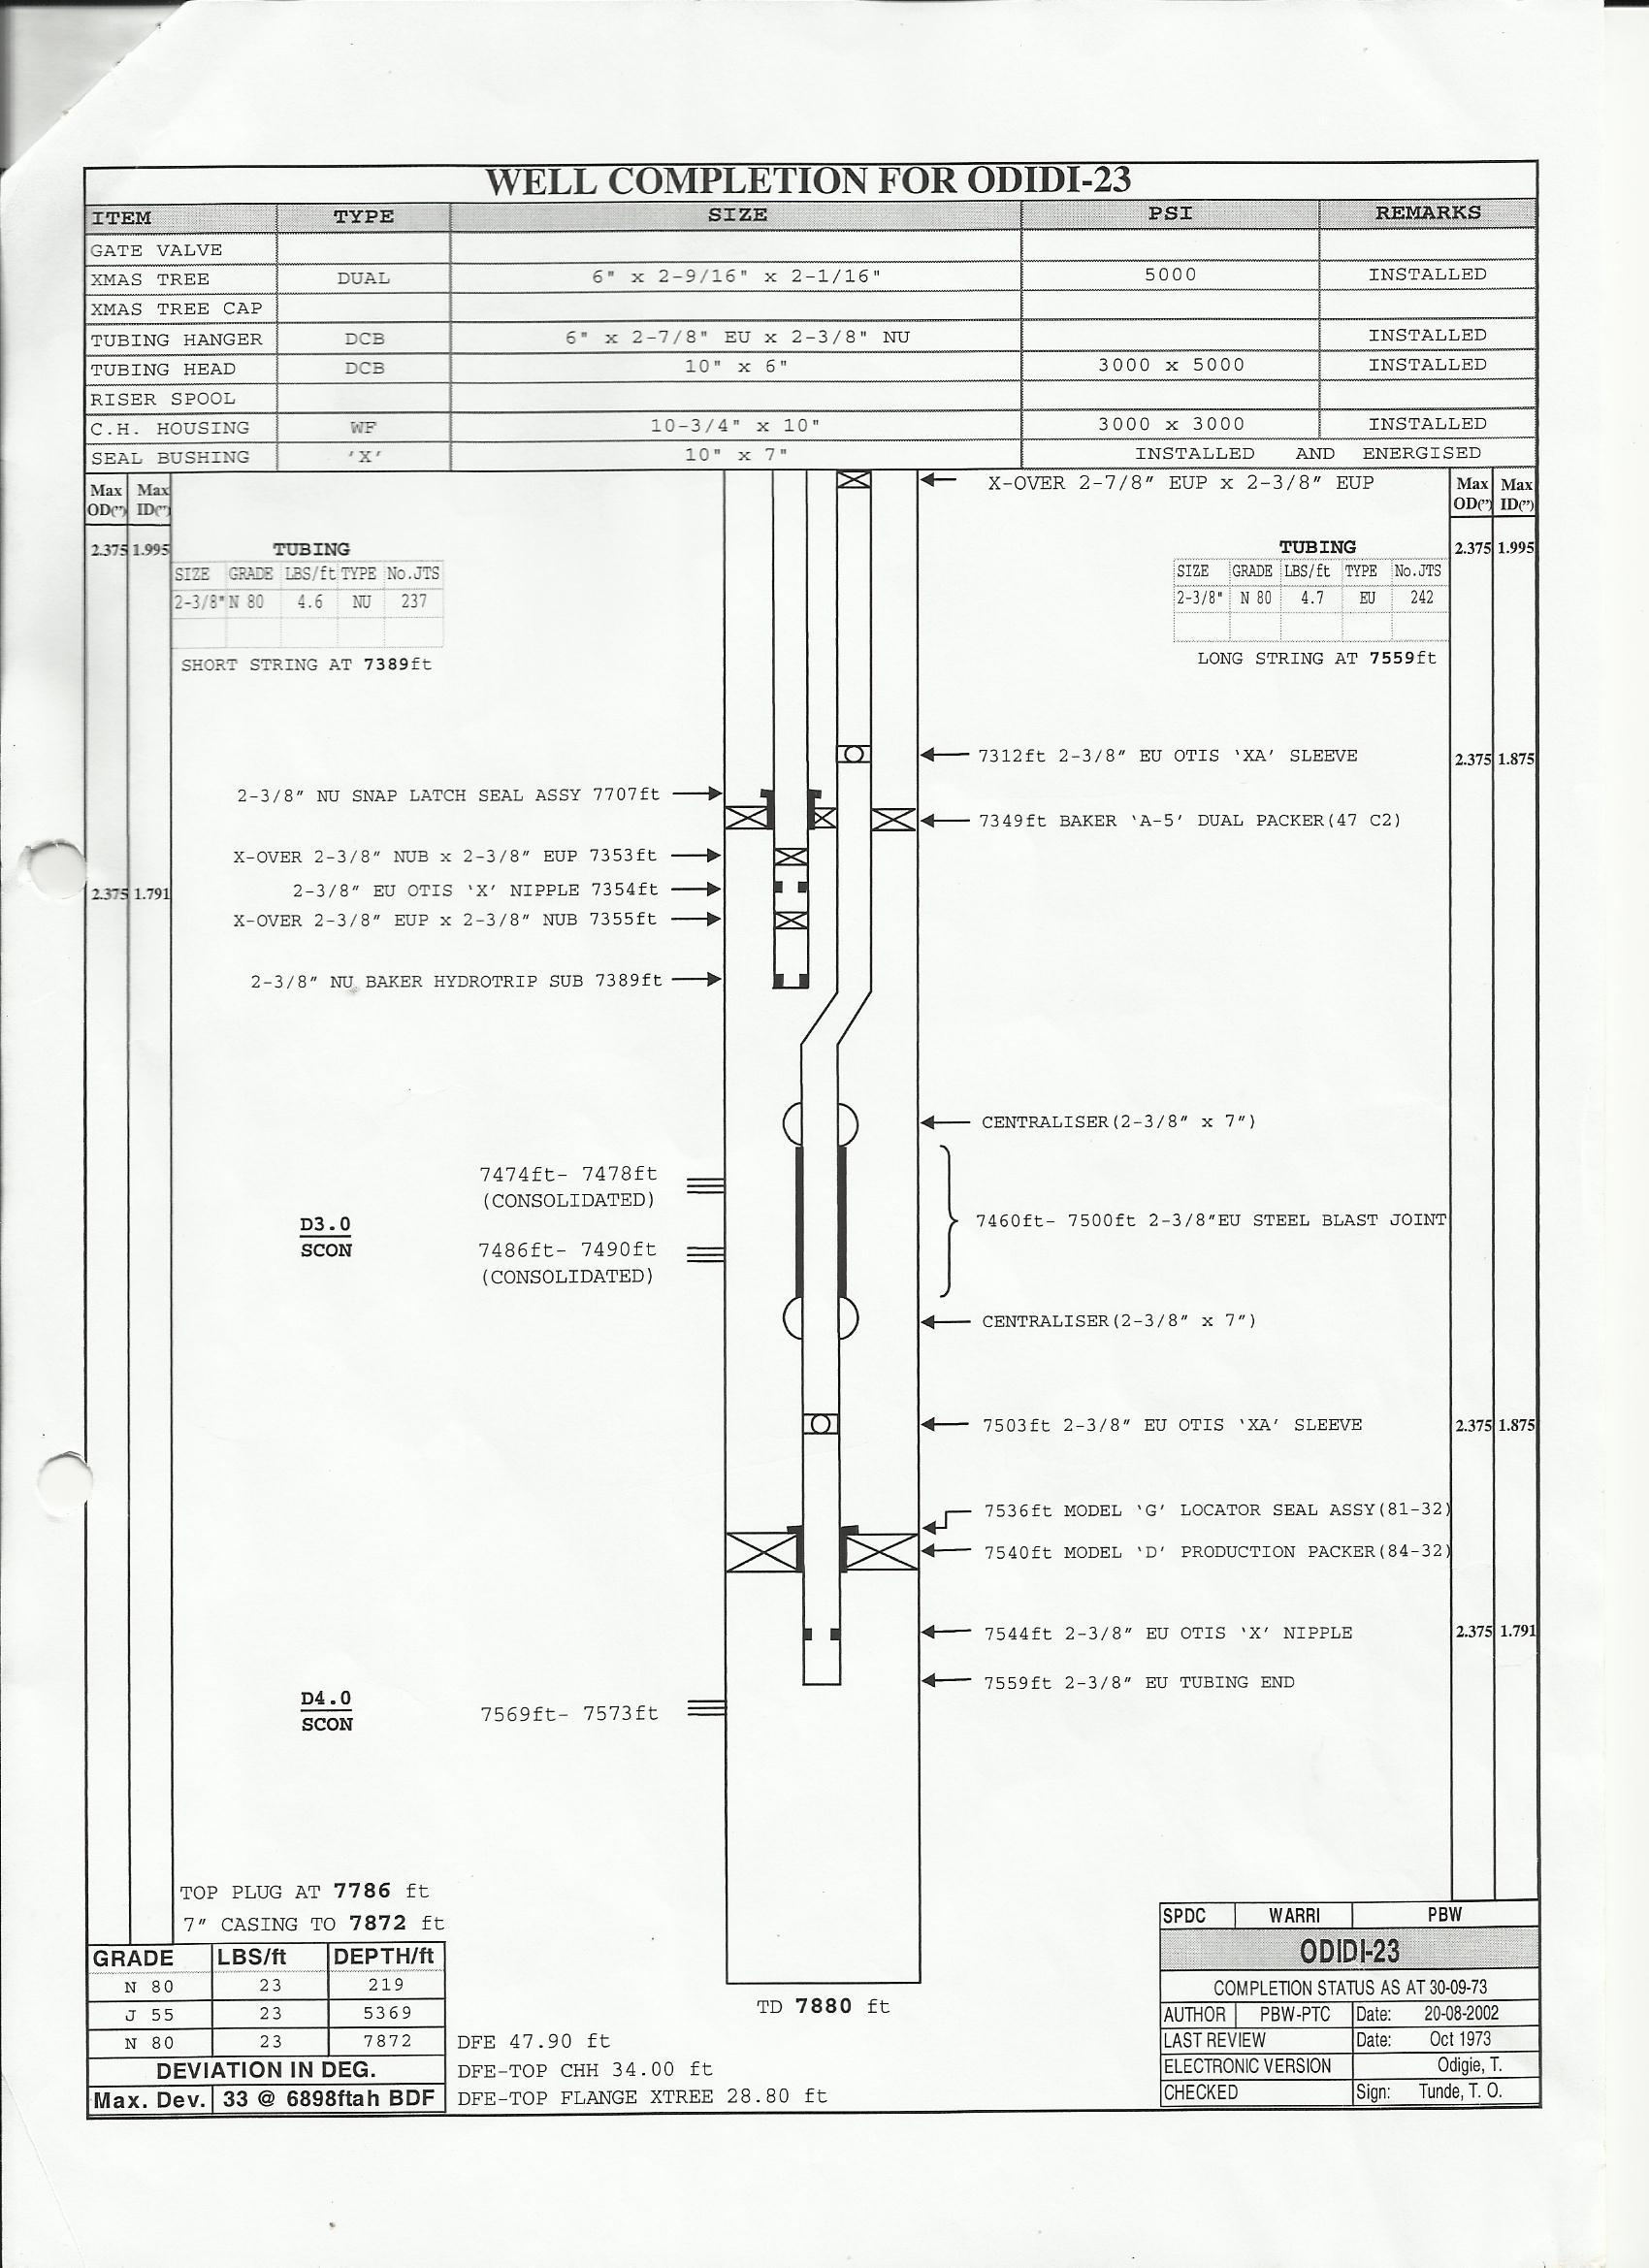 WELL COMPLETION FOR ODIDI-23
ITEM TYPE SIZE PSI REMARKS
GATE VALVE
XMAS TREE DUAL 6" x 2-9/16" x 2-1/16" 5000 INSTALLED
XMAS TREE CAP
TUBING HANGER DCB 6" x 2-7/8" EU x 2-3/8" NU INSTALLED
TUBING HEAD DCB 10" x 6" 3000 x 5000 INSTALLED
RISER SPOOL
C.H. HOUSING WF 10-3/4" x 10" 3000 x 3000 INSTALLED
SEAL BUSHING 'X' 10" x 7" INSTALLED AND ENERGISED
Max OD(") Max ID(")
X-OVER 2-7/8" EUP x 2-3/8" EUP
Max OD(") Max ID(")
2.375 1.995
TUBING
SIZE GRADE LBS/ft TYPE No.JTS
2-3/8" N 80 4.6 NU 237
SHORT STRING AT 7389ft
TUBING
2.375 1.995
SIZE GRADE LBS/ft TYPE No.JTS
2-3/8" N 80 4.7 EU 242
LONG STRING AT 7559ft
7312ft 2-3/8" EU OTIS 'XA' SLEEVE
2.375 1.875
2-3/8" NU SNAP LATCH SEAL ASSY 7707ft
7349ft BAKER 'A-5' DUAL PACKER(47 C2)
X-OVER 2-3/8" NUB x 2-3/8" EUP 7353ft
2.375 1.791
2-3/8" EU OTIS 'X' NIPPLE 7354ft
X-OVER 2-3/8" EUP x 2-3/8" NUB 7355ft
2-3/8" NU BAKER HYDROTRIP SUB 7389ft
CENTRALISER(2-3/8" x 7")
7474ft- 7478ft
(CONSOLIDATED)
D3.0
SCON
7460ft- 7500ft 2-3/8"EU STEEL BLAST JOINT
7486ft- 7490ft
(CONSOLIDATED)
CENTRALISER(2-3/8" x 7")
7503ft 2-3/8" EU OTIS 'XA' SLEEVE
2.375 1.875
7536ft MODEL 'G' LOCATOR SEAL ASSY(81-32)
7540ft MODEL 'D' PRODUCTION PACKER(84-32)
7544ft 2-3/8" EU OTIS 'X' NIPPLE
2.375 1.791
7559ft 2-3/8" EU TUBING END
D4.0
SCON
7569ft- 7573ft
TOP PLUG AT 7786 ft
7" CASING TO 7872 ft
GRADE LBS/ft DEPTH/ft
N 80 23 219
J 55 23 5369
N 80 23 7872
DEVIATION IN DEG.
Max. Dev. 33 @ 6898ftah BDF
TD 7880 ft
DFE 47.90 ft
DFE-TOP CHH 34.00 ft
DFE-TOP FLANGE XTREE 28.80 ft
SPDC WARRI PBW
ODIDI-23
COMPLETION STATUS AS AT 30-09-73
AUTHOR PBW-PTC Date: 20-08-2002
LAST REVIEW Date: Oct 1973
ELECTRONIC VERSION Odigie, T.
CHECKED Sign: Tunde, T. O.